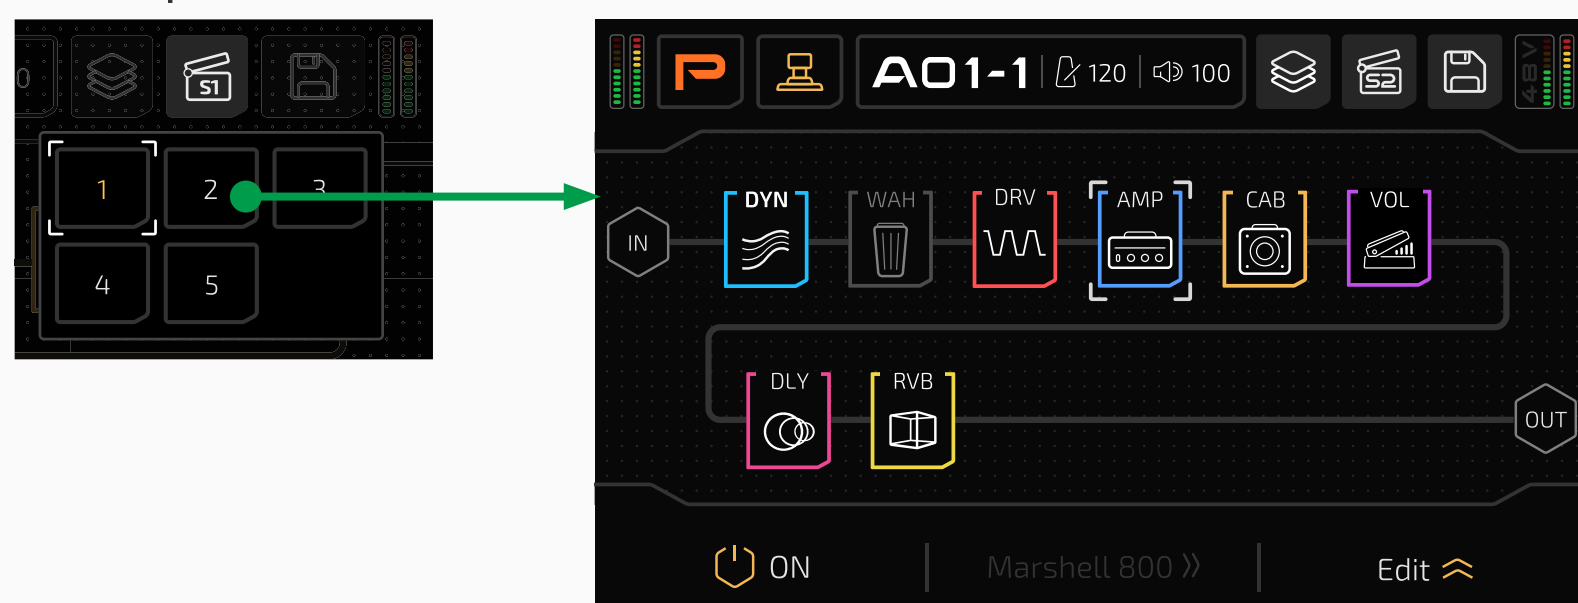 0
S1
1
2
3
4
5
P
A01-1
120
100
S2
48V
IN
DYN
WAH
DRV
AMP
CAB
VOL
DLY
RVB
OUT
ON
Marshell 800
Edit